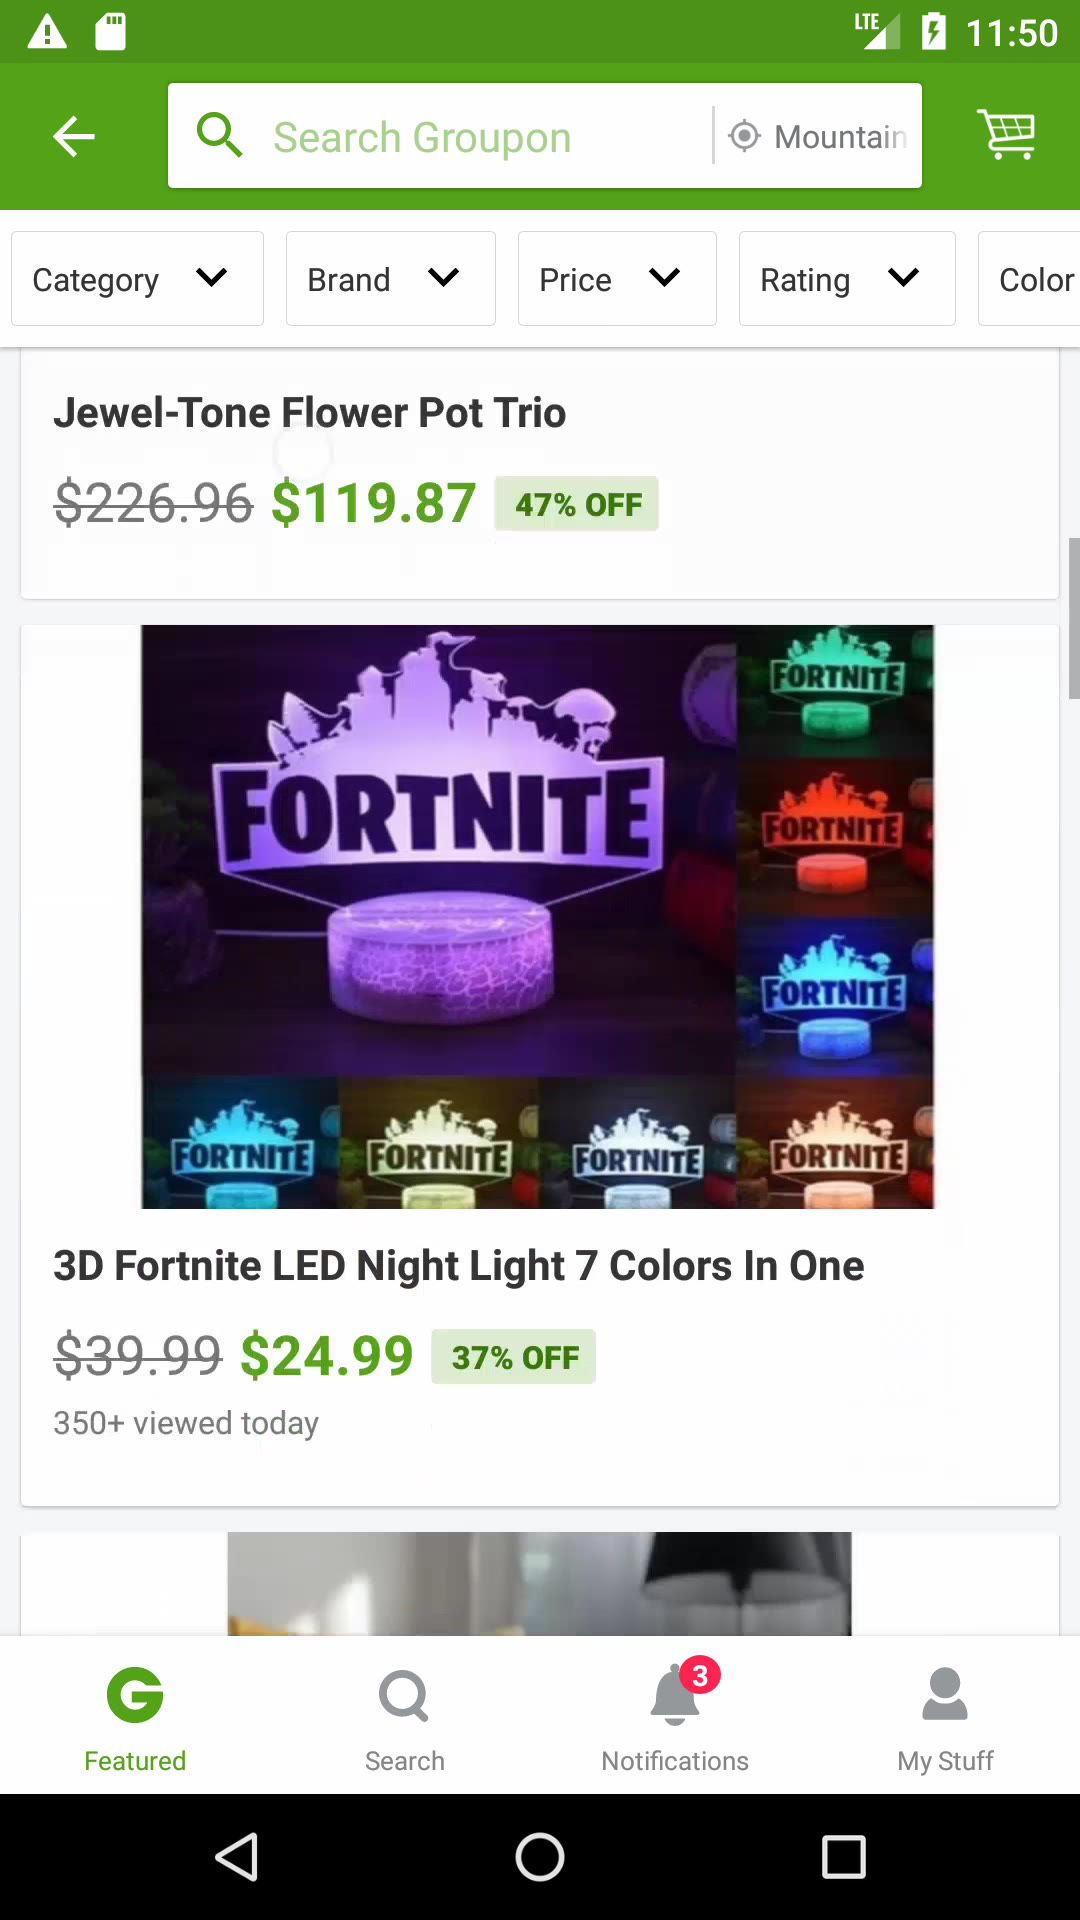 LTE 11:50
Search Groupon Mountain
Category Brand Price Rating Color
Jewel-Tone Flower Pot Trio
$226.96 $119.87 47% OFF
FORTNITE
FORTNITE
FORTNITE
FORTNITE
FORTNITE FORTNITE FORTNITE FORTNITE
3D Fortnite LED Night Light 7 Colors In One
$39.99 $24.99 37% OFF
350+ viewed today
3
Featured Search Notifications My Stuff